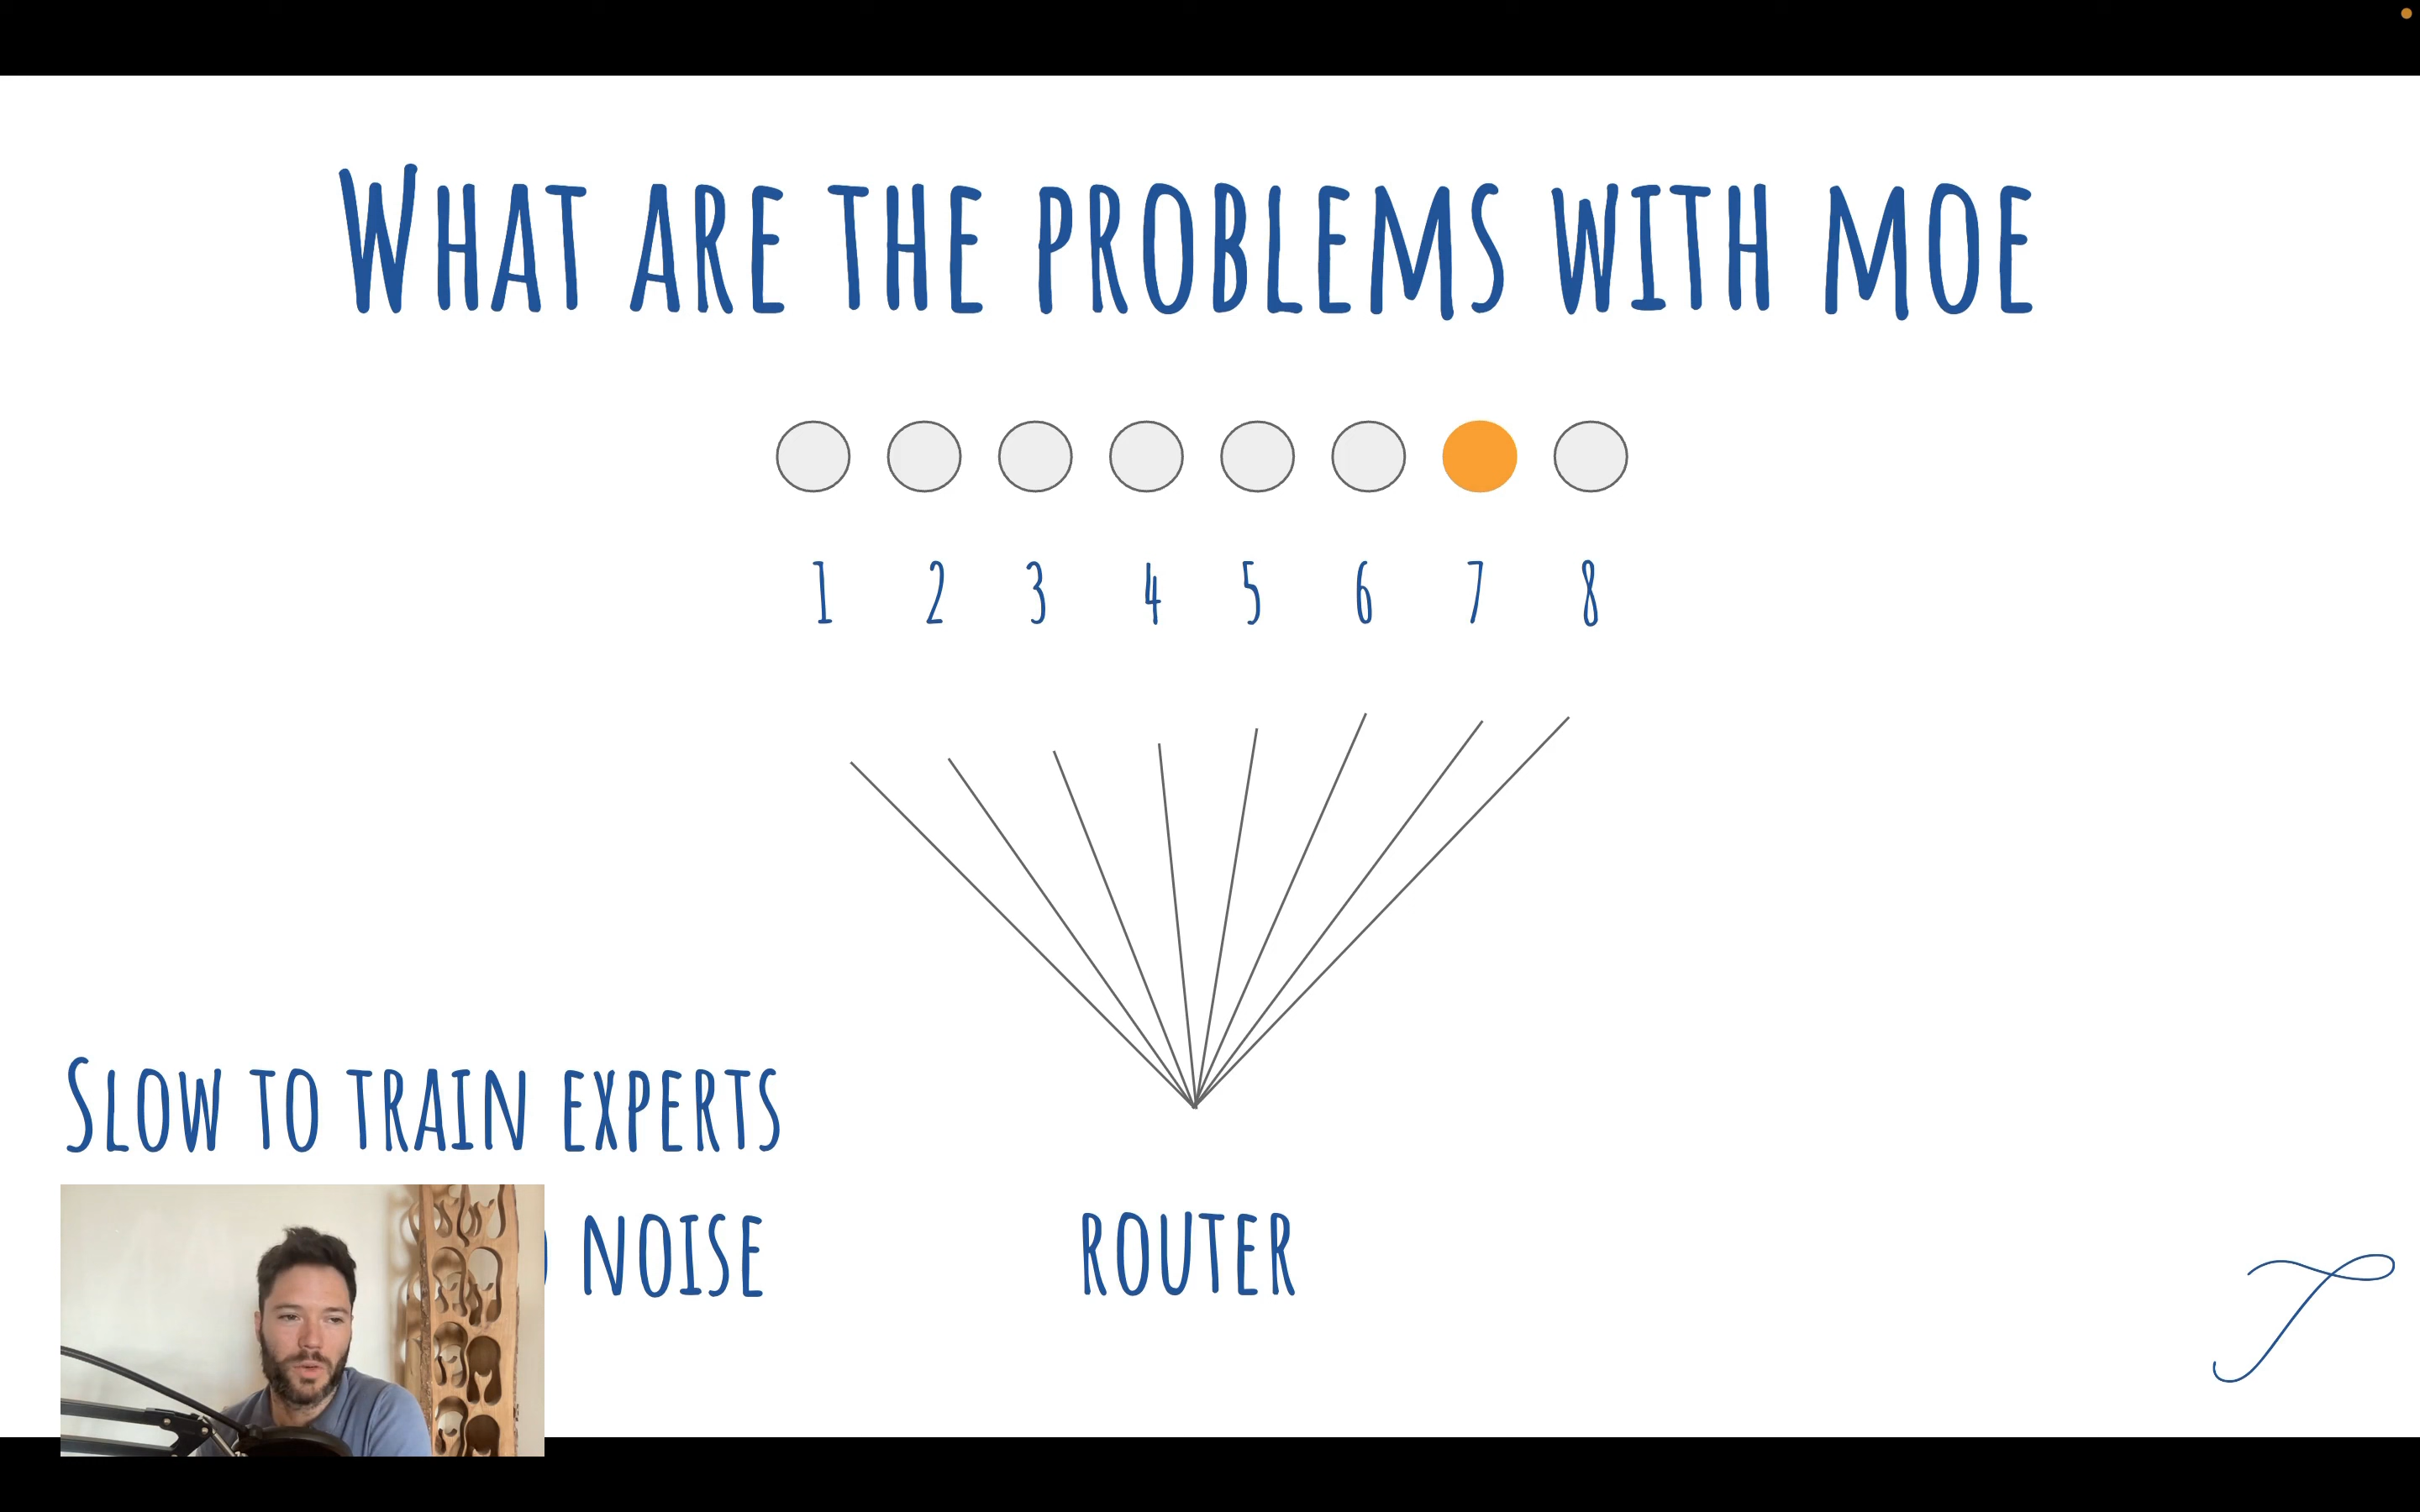 What are the problems with MOE
1 2 3 4 5 6 7 8
Slow to train experts
noise
router